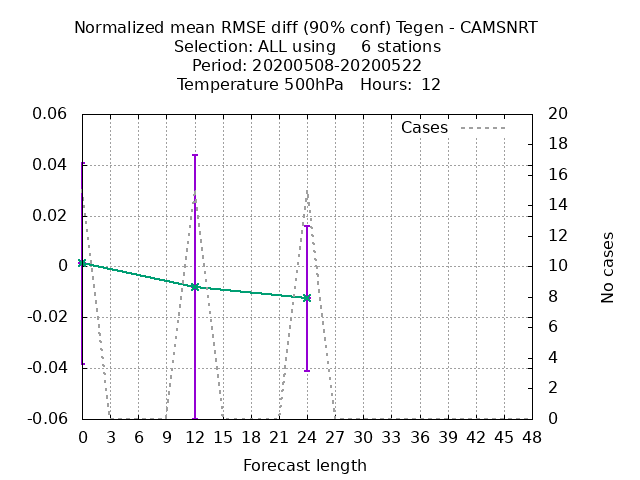 Normalized mean RMSE diff (90% conf) Tegen - CAMSNRT
Selection: ALL using 6 stations
Period: 20200508-20200522
Temperature 500hPa Hours: 12
Cases
0.06
0.04
0.02
0
-0.02
-0.04
-0.06
20
18
16
14
12
10
8
6
4
2
0
No cases
0 3 6 9 12 15 18 21 24 27 30 33 36 39 42 45 48
Forecast length